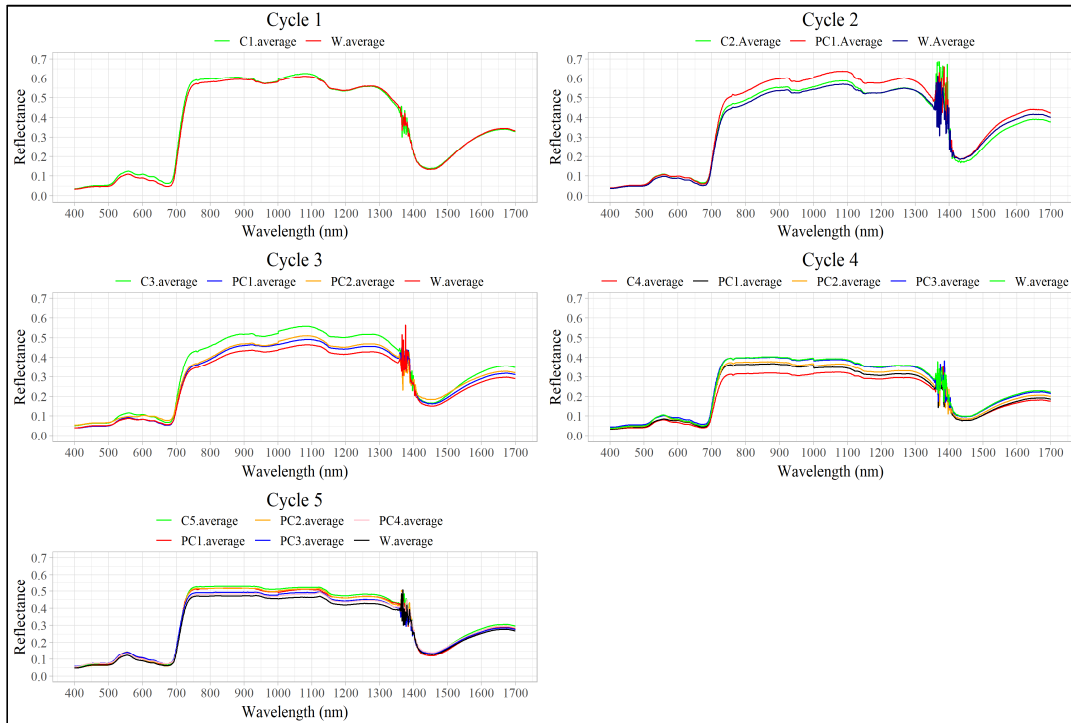 Cycle 1
C1.average W.average
Reflectance
0.7
0.6
0.5
0.4
0.3
0.2
0.1
0.0
400 500 600 700 800 900 1000 1100 1200 1300 1400 1500 1600 1700
Wavelength (nm)
Cycle 2
C2.Average PC1.Average W.Average
Reflectance
0.7
0.6
0.5
0.4
0.3
0.2
0.1
0.0
400 500 600 700 800 900 1000 1100 1200 1300 1400 1500 1600 1700
Wavelength (nm)
Cycle 3
C3.average PC1.average PC2.average W.average
Reflectance
0.7
0.6
0.5
0.4
0.3
0.2
0.1
0.0
400 500 600 700 800 900 1000 1100 1200 1300 1400 1500 1600 1700
Wavelength (nm)
Cycle 4
C4.average PC1.average PC2.average PC3.average W.average
Reflectance
0.7
0.6
0.5
0.4
0.3
0.2
0.1
0.0
400 500 600 700 800 900 1000 1100 1200 1300 1400 1500 1600 1700
Wavelength (nm)
Cycle 5
C5.average PC2.average PC4.average
PC1.average PC3.average W.average
Reflectance
0.7
0.6
0.5
0.4
0.3
0.2
0.1
0.0
400 500 600 700 800 900 1000 1100 1200 1300 1400 1500 1600 1700
Wavelength (nm)